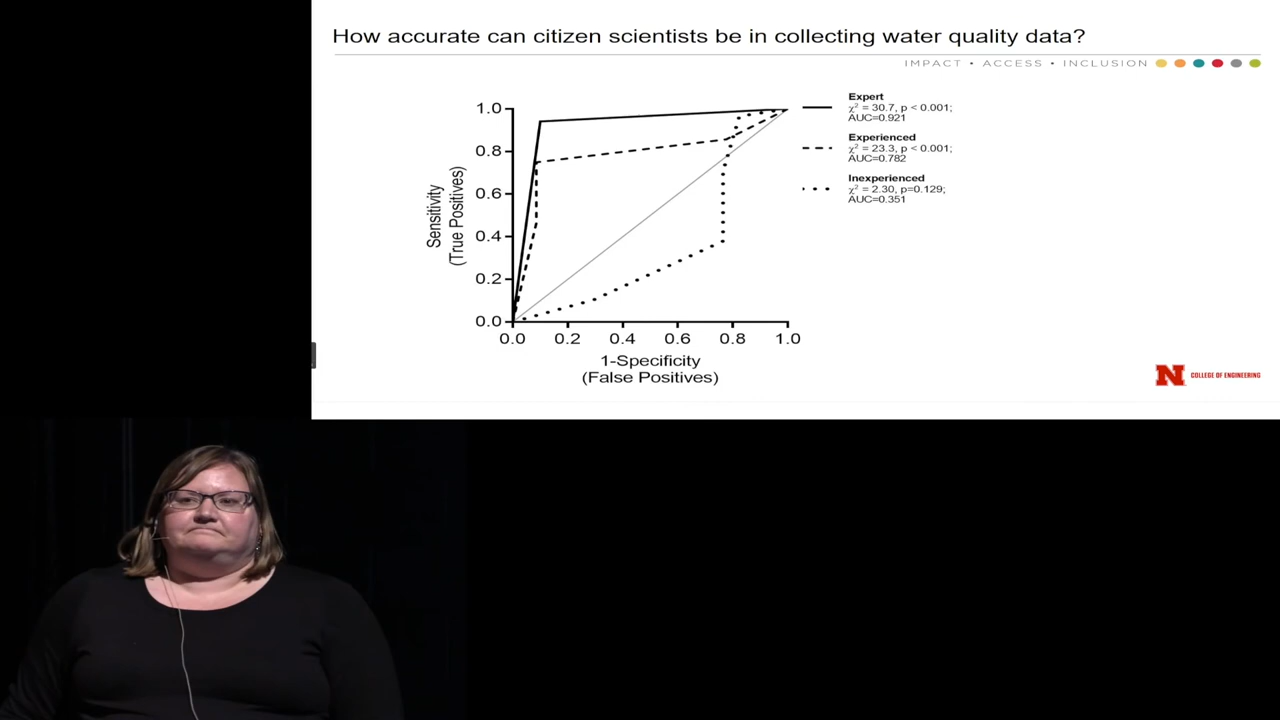 How accurate can citizen scientists be in collecting water quality data?
IMPACT • ACCESS • INCLUSION
1.0
0.8
0.6
0.4
0.2
0.0
Sensitivity
(True Positives)
0.0 0.2 0.4 0.6 0.8 1.0
1-Specificity
(False Positives)
Expert
χ² = 30.7, p < 0.001;
AUC=0.921
Experienced
χ² = 23.3, p < 0.001;
AUC=0.782
Inexperienced
χ² = 2.30, p=0.129;
AUC=0.351
N COLLEGE OF ENGINEERING